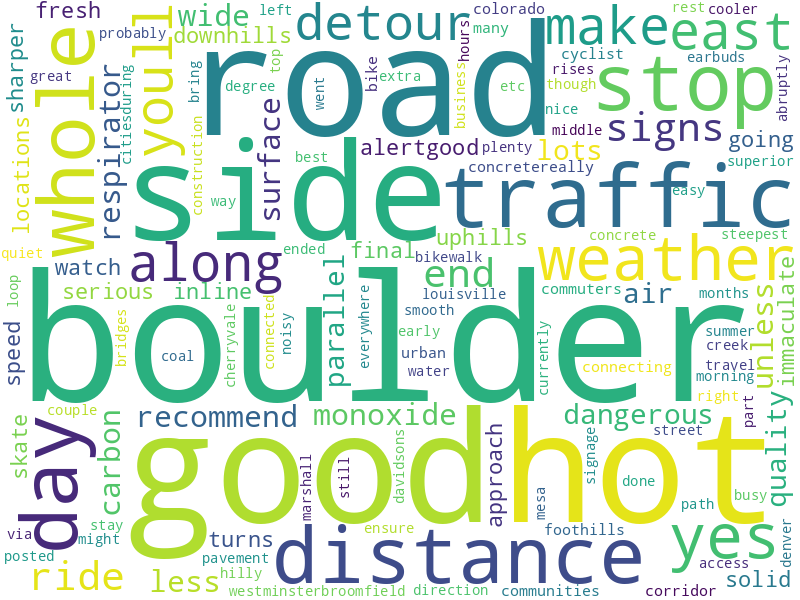 fresh
wide
left
detour
colorado
rest
cooler
probably
downhills
many
make
east
sharper
whole
youll
bring
degree
top
road
hours
cyclist
earbuds
great
respirator
citiesduring
went
bike
extra
etc
business
rises
though
stop
abruptly
locations
construction
surface
best
alertgood
plenty
nice
middle
signs
going
side
way
concretereally
lots
superior
traffic
easy
quiet
along
ended
final
uphills
bikewalk
concrete
steepest
weather
loop
watch
serious
inline
parallel
everywhere
smooth
end
louisville
commuters
air
months
unless
immaculate
speed
bridges
coal
cherryvale
connected
noisy
early
urban
water
currently
boulder
summer
creek
connecting
travel
morning
right
part
couple
recommend
monoxide
dangerous
street
quality
skate
day
carbon
good
marshall
still
davidsons
approach
hot
mesa
signage
done
path
busy
via
stay
might
turns
ensure
foothills
yes
denver
posted
pavement
distance
access
ride
less
hilly
solid
westminsterbroomfield
direction
communities
corridor